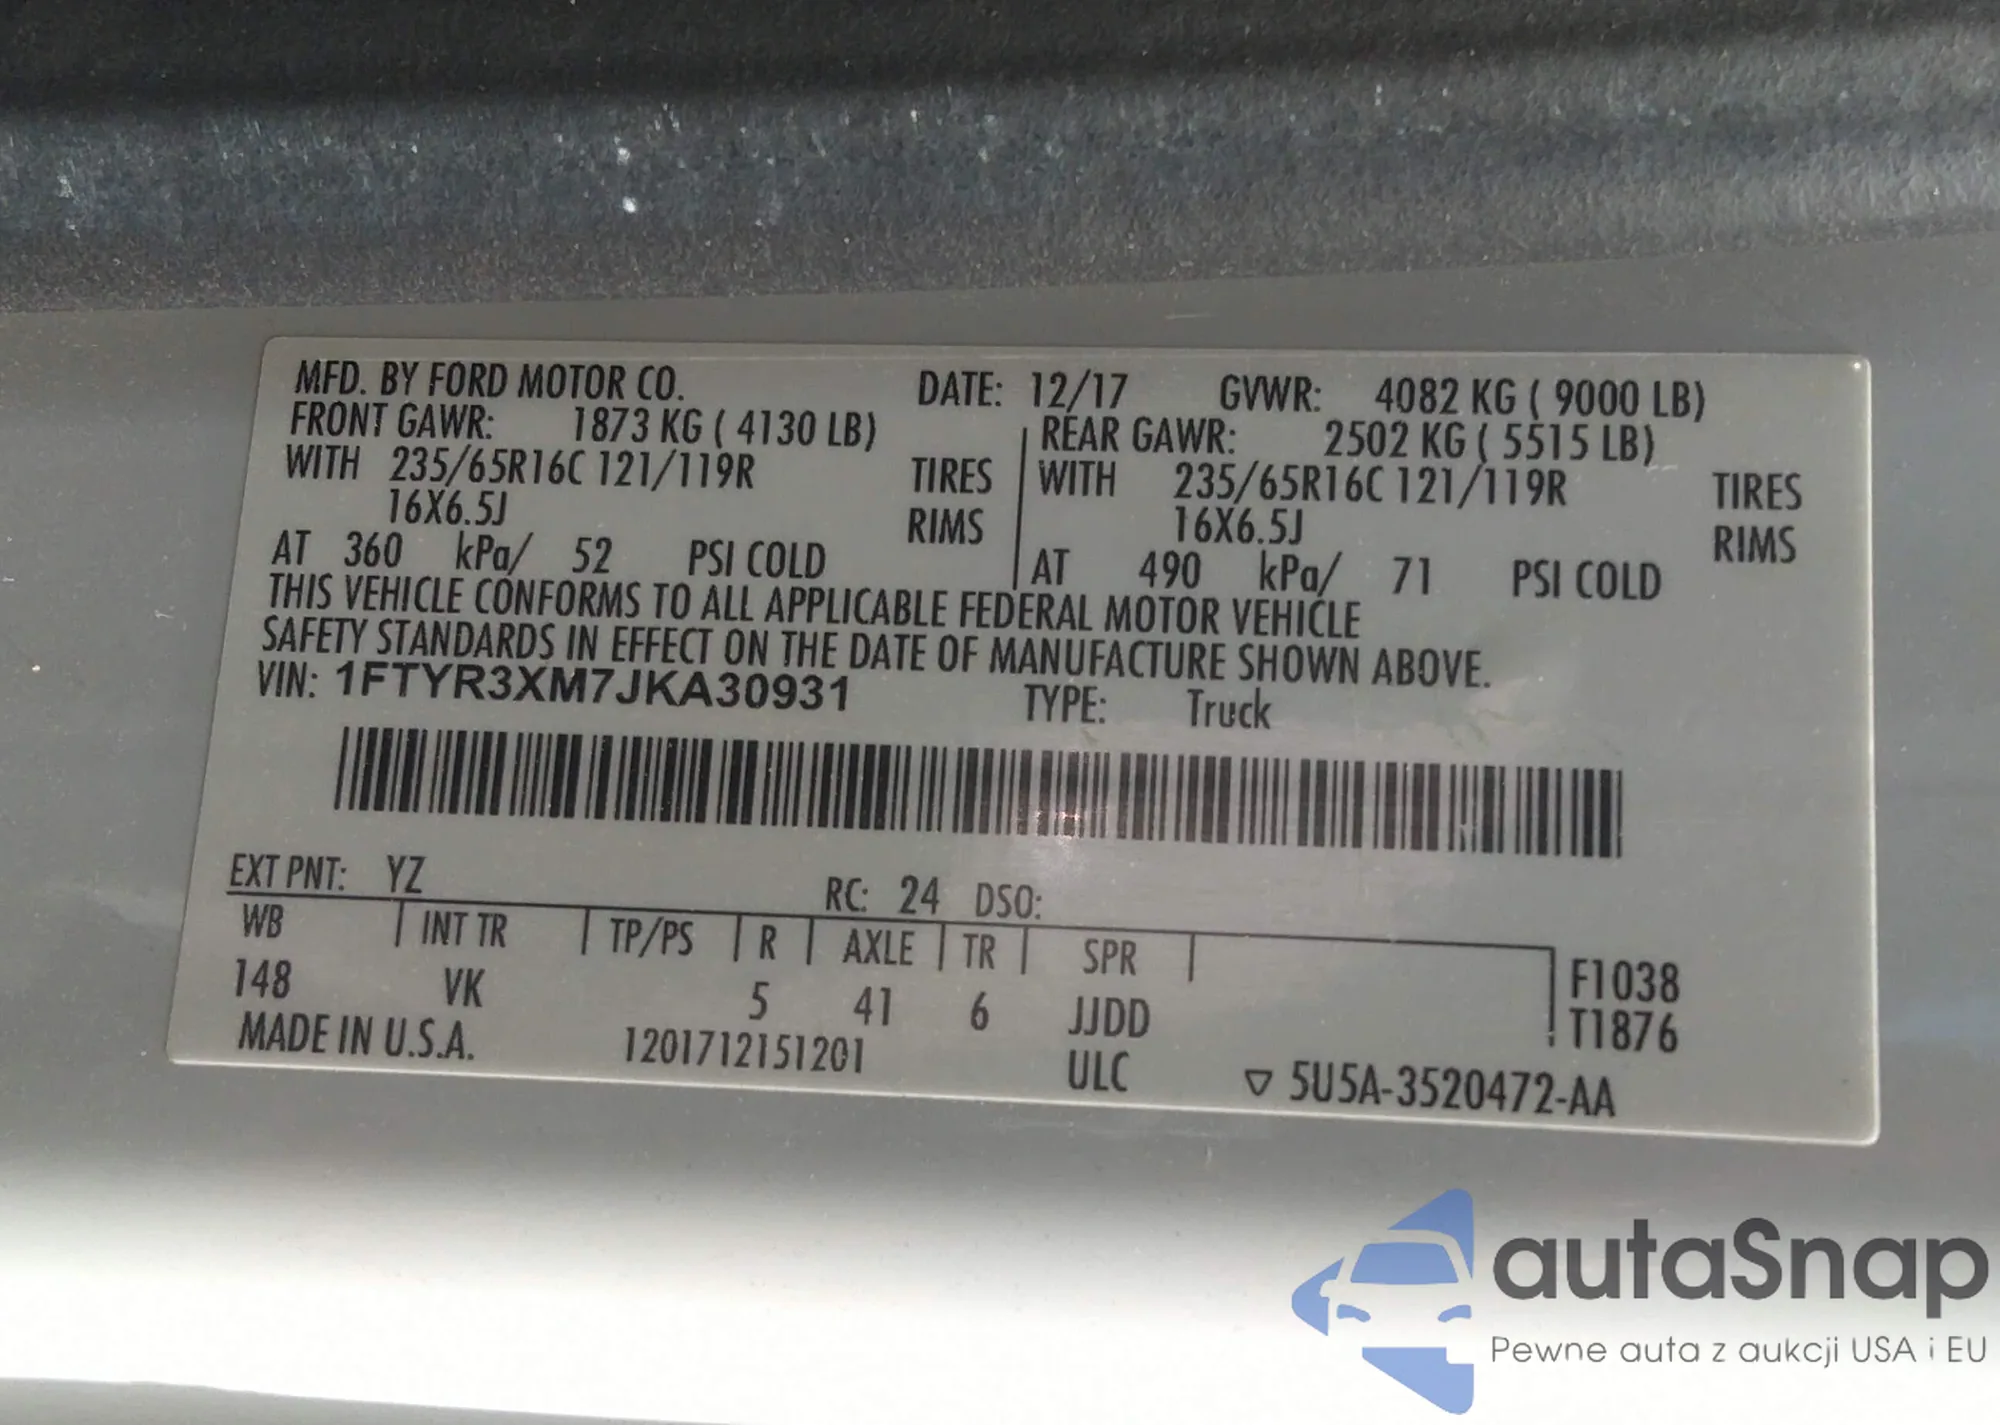 MFD. BY FORD MOTOR CO. DATE: 12/17 GVWR: 4082 KG ( 9000 LB)
FRONT GAWR: 1873 KG ( 4130 LB) REAR GAWR: 2502 KG ( 5515 LB)
WITH 235/65R16C 121/119R TIRES WITH 235/65R16C 121/119R TIRES
16X6.5J RIMS 16X6.5J RIMS
AT 360 kPa/ 52 PSI COLD AT 490 kPa/ 71 PSI COLD
THIS VEHICLE CONFORMS TO ALL APPLICABLE FEDERAL MOTOR VEHICLE
SAFETY STANDARDS IN EFFECT ON THE DATE OF MANUFACTURE SHOWN ABOVE.
VIN: 1FTYR3XM7JKA30931 TYPE: Truck
EXT PNT: YZ RC: 24 DSO:
WB INT TR TP/PS R AXLE TR SPR F1038
148 VK 5 41 6 JJDD T1876
MADE IN U.S.A. 1201712151201 ULC ▽ 5U5A-3520472-AA
autaSnap
Pewne auta z aukcji USA i EU